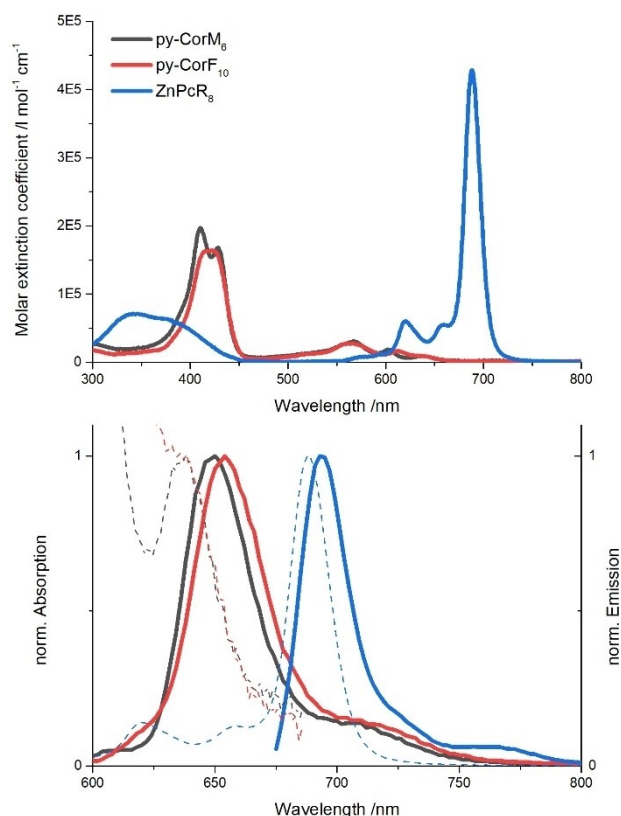 5E5
4E5
3E5
2E5
1E5
0
Molar extinction coefficient /l mol⁻¹ cm⁻¹
py-CorM₆
py-CorF₁₀
ZnPcR₈
300 400 500 600 700 800
Wavelength /nm
1
0
norm. Absorption
1
0
norm. Emission
600 650 700 750 800
Wavelength /nm